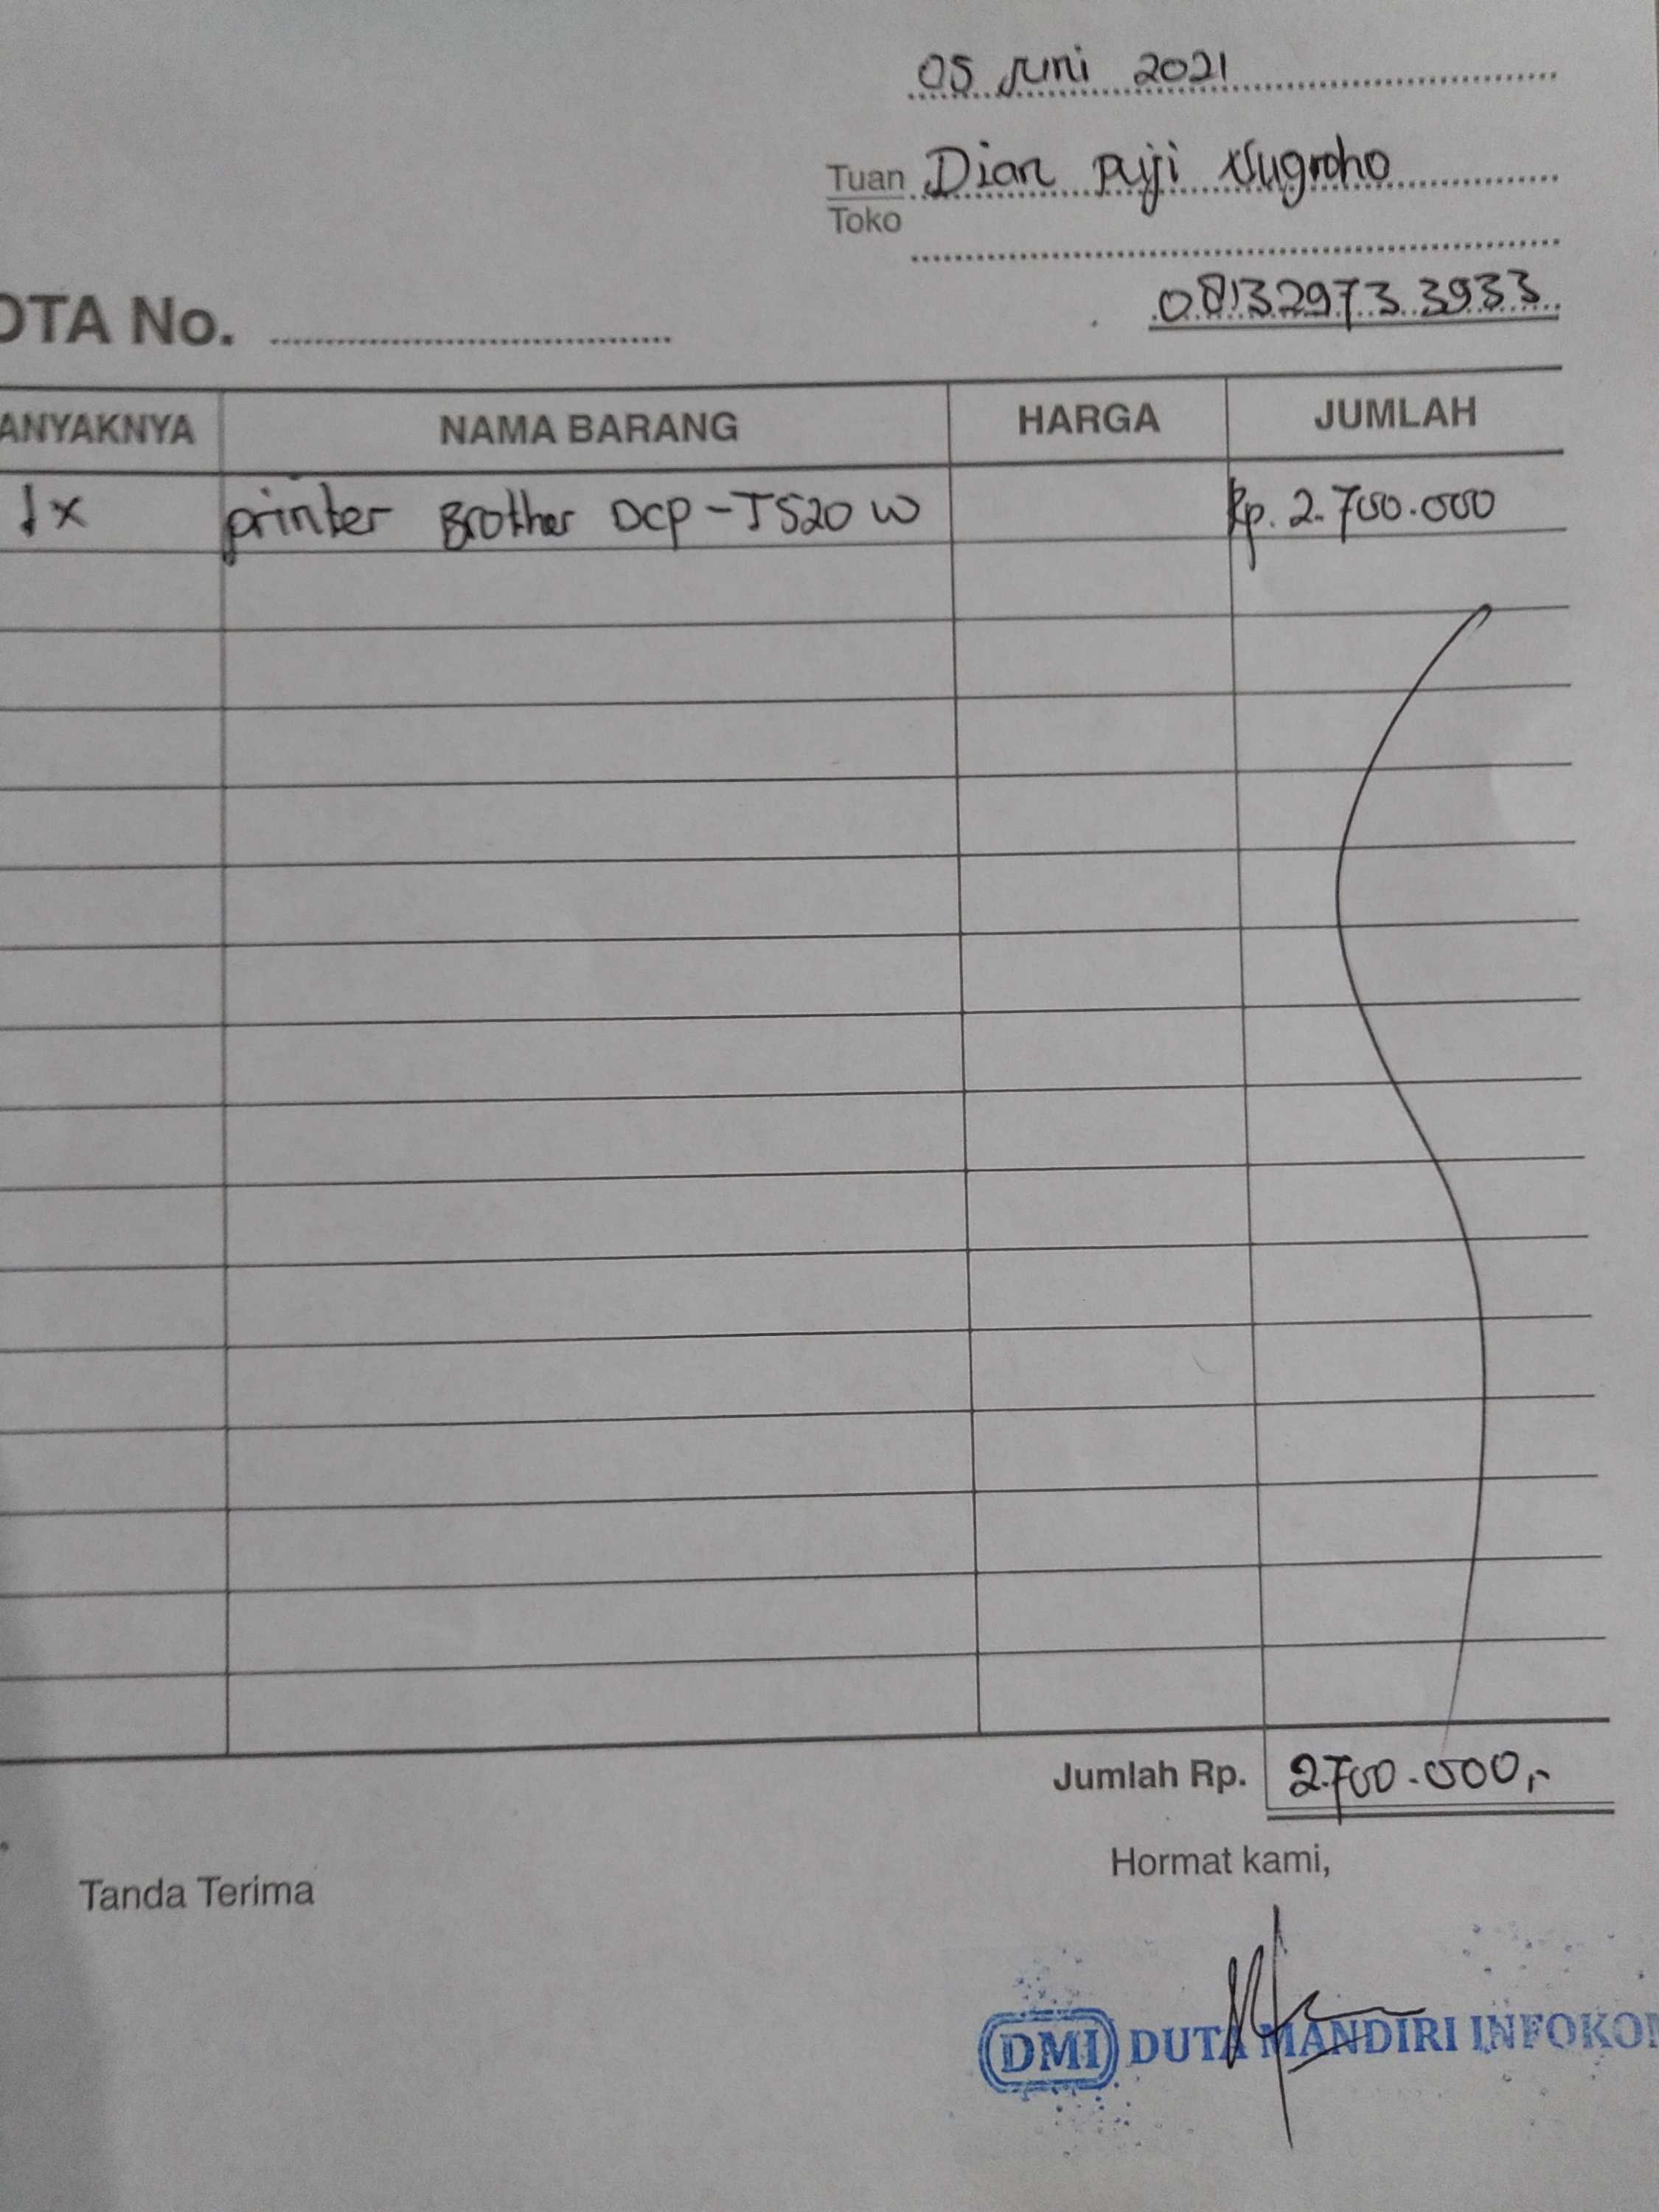 05 Juni 2021
Tuan Dian Puji Nugroho
Toko
081329733933
OTA No.
ANYAKNYA NAMA BARANG HARGA JUMLAH
1x printer Brother DCP-T520W Rp. 2.700.000
Jumlah Rp. 2.700.000,-
Tanda Terima Hormat kami,
DMI DUTA MANDIRI INFOKO